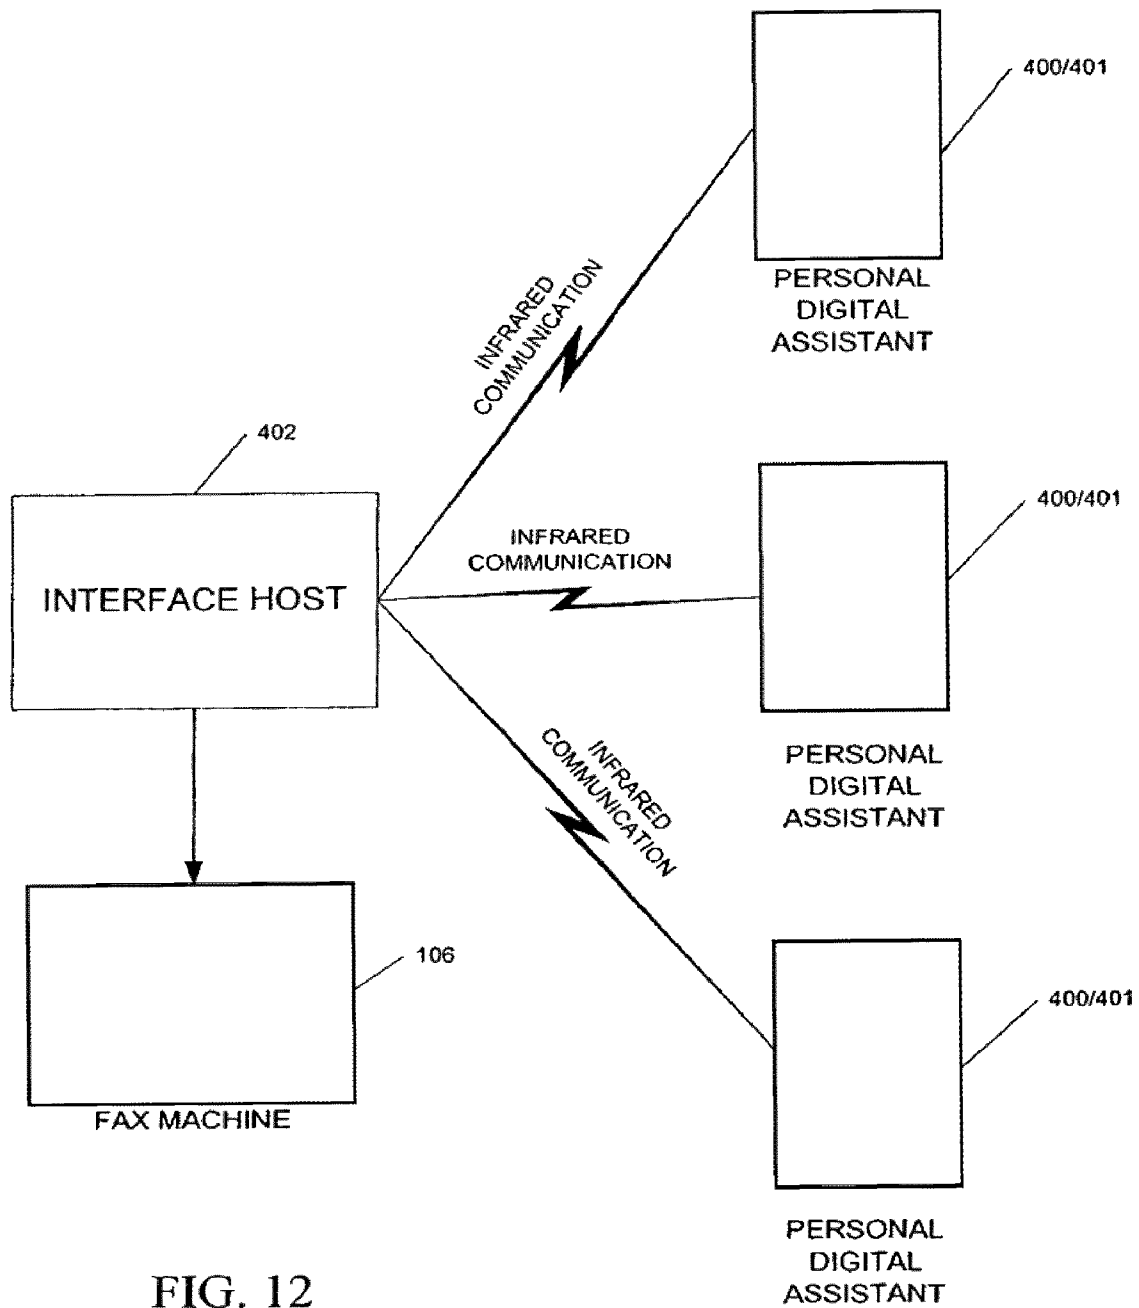 400/401
PERSONAL
DIGITAL
ASSISTANT
INFRARED
COMMUNICATION
402
INTERFACE HOST
INFRARED
COMMUNICATION
400/401
PERSONAL
DIGITAL
ASSISTANT
INFRARED
COMMUNICATION
106
FAX MACHINE
400/401
PERSONAL
DIGITAL
ASSISTANT
FIG. 12